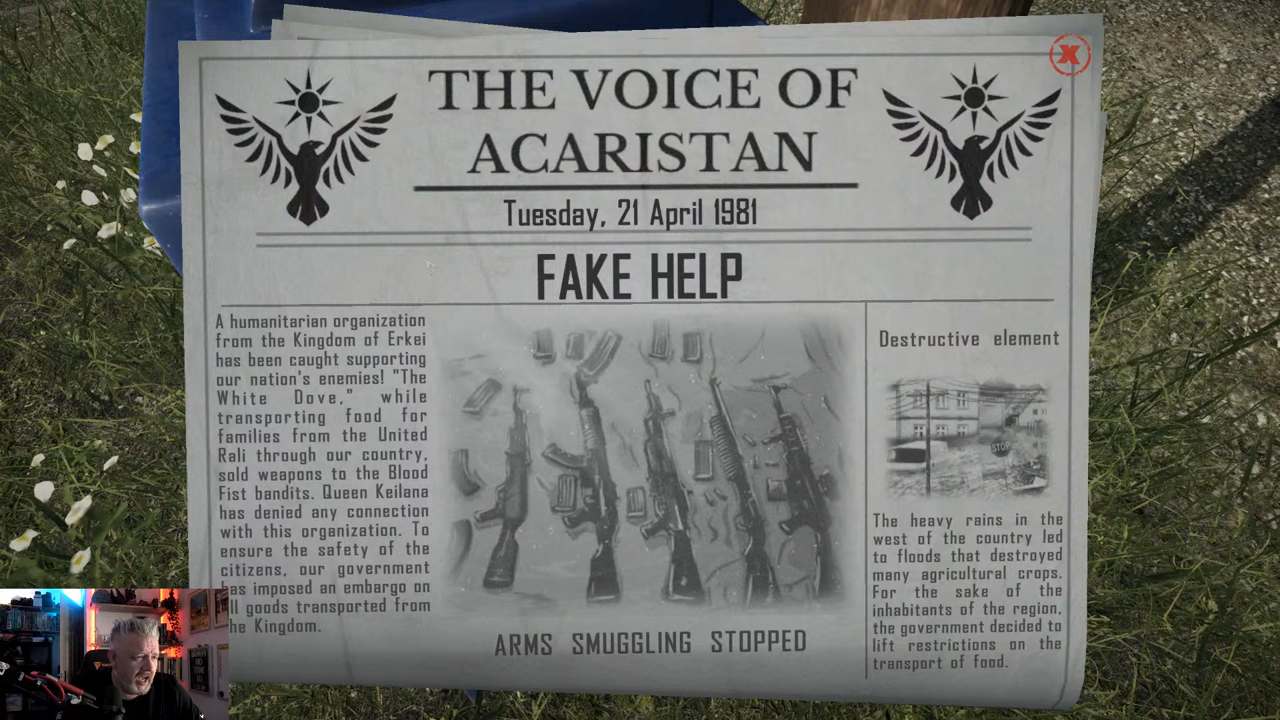 THE VOICE OF
ACARISTAN
Tuesday, 21 April 1981
FAKE HELP
A humanitarian organization
from the Kingdom of Erkei
has been caught supporting
our nation's enemies! "The
White Dove," while
transporting food for
families from the United
Rali through our country,
sold weapons to the Blood
Fist bandits. Queen Keilana
has denied any connection
with this organization. To
ensure the safety of the
citizens, our government
has imposed an embargo on
all goods transported from
the Kingdom.
ARMS SMUGGLING STOPPED
Destructive element
STOP
The heavy rains in the
west of the country led
to floods that destroyed
many agricultural crops.
For the sake of the
inhabitants of the region,
the government decided to
lift restrictions on the
transport of food.
X